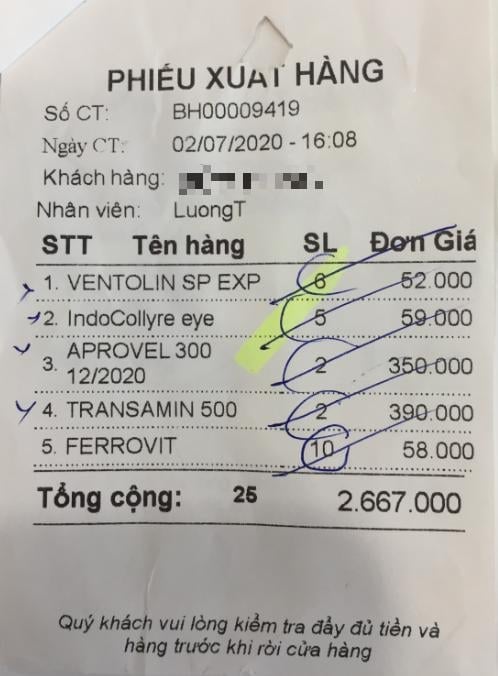 PHIẾU XUẤT HÀNG
Số CT: BH00009419
Ngày CT: 02/07/2020 - 16:08
Khách hàng:
Nhân viên: LuongT
STT Tên hàng SL Đơn Giá
1. VENTOLIN SP EXP 6 52.000
2. IndoCollyre eye 5 59.000
3. APROVEL 300 12/2020 2 350.000
4. TRANSAMIN 500 2 390.000
5. FERROVIT 10 58.000
Tổng cộng: 25 2.667.000
Quý khách vui lòng kiểm tra đầy đủ tiền và
hàng trước khi rời cửa hàng